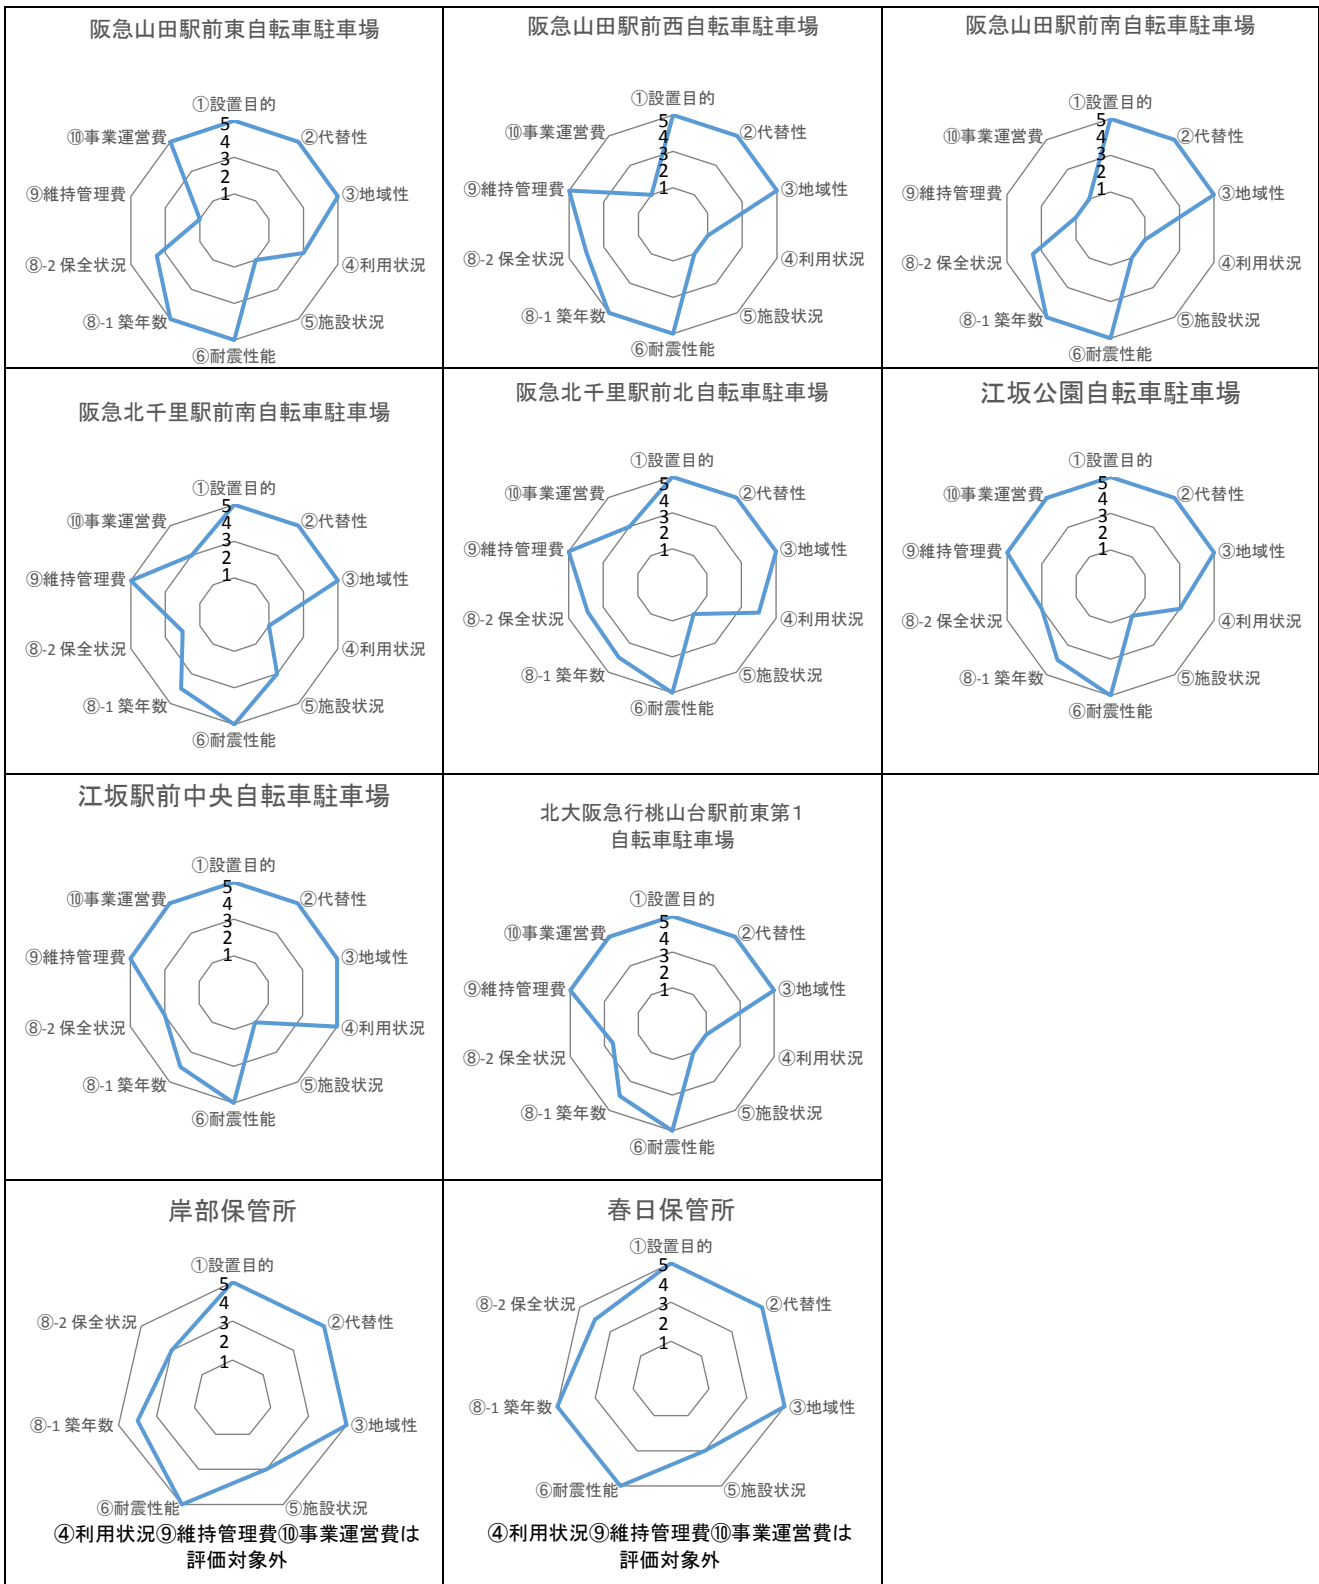 阪急山田駅前東自転車駐車場
①設置目的
②代替性
③地域性
④利用状況
⑤施設状況
⑥耐震性能
⑧-1 築年数
⑧-2 保全状況
⑨維持管理費
⑩事業運営費
5
4
3
2
1
阪急山田駅前西自転車駐車場
①設置目的
②代替性
③地域性
④利用状況
⑤施設状況
⑥耐震性能
⑧-1 築年数
⑧-2 保全状況
⑨維持管理費
⑩事業運営費
5
4
3
2
1
阪急山田駅前南自転車駐車場
①設置目的
②代替性
③地域性
④利用状況
⑤施設状況
⑥耐震性能
⑧-1 築年数
⑧-2 保全状況
⑨維持管理費
⑩事業運営費
5
4
3
2
1
阪急北千里駅前南自転車駐車場
①設置目的
②代替性
③地域性
④利用状況
⑤施設状況
⑥耐震性能
⑧-1 築年数
⑧-2 保全状況
⑨維持管理費
⑩事業運営費
5
4
3
2
1
阪急北千里駅前北自転車駐車場
①設置目的
②代替性
③地域性
④利用状況
⑤施設状況
⑥耐震性能
⑧-1 築年数
⑧-2 保全状況
⑨維持管理費
⑩事業運営費
5
4
3
2
1
江坂公園自転車駐車場
①設置目的
②代替性
③地域性
④利用状況
⑤施設状況
⑥耐震性能
⑧-1 築年数
⑧-2 保全状況
⑨維持管理費
⑩事業運営費
5
4
3
2
1
江坂駅前中央自転車駐車場
①設置目的
②代替性
③地域性
④利用状況
⑤施設状況
⑥耐震性能
⑧-1 築年数
⑧-2 保全状況
⑨維持管理費
⑩事業運営費
5
4
3
2
1
北大阪急行桃山台駅前東第1
自転車駐車場
①設置目的
②代替性
③地域性
④利用状況
⑤施設状況
⑥耐震性能
⑧-1 築年数
⑧-2 保全状況
⑨維持管理費
⑩事業運営費
5
4
3
2
1
岸部保管所
①設置目的
②代替性
③地域性
⑤施設状況
⑥耐震性能
⑧-1 築年数
⑧-2 保全状況
5
4
3
2
1
④利用状況⑨維持管理費⑩事業運営費は
評価対象外
春日保管所
①設置目的
②代替性
③地域性
⑤施設状況
⑥耐震性能
⑧-1 築年数
⑧-2 保全状況
5
4
3
2
1
④利用状況⑨維持管理費⑩事業運営費は
評価対象外